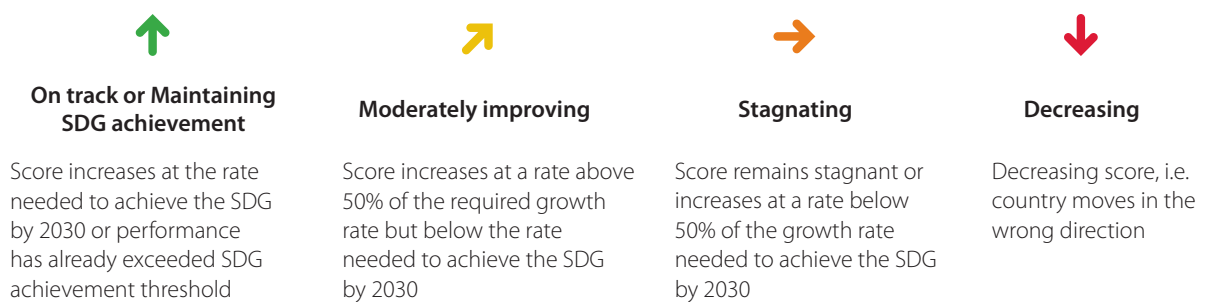 On track or Maintaining
SDG achievement
Score increases at the rate
needed to achieve the SDG
by 2030 or performance
has already exceeded SDG
achievement threshold
Moderately improving
Score increases at a rate above
50% of the required growth
rate but below the rate
needed to achieve the SDG
by 2030
Stagnating
Score remains stagnant or
increases at a rate below
50% of the growth rate
needed to achieve the SDG
by 2030
Decreasing
Decreasing score, i.e.
country moves in the
wrong direction